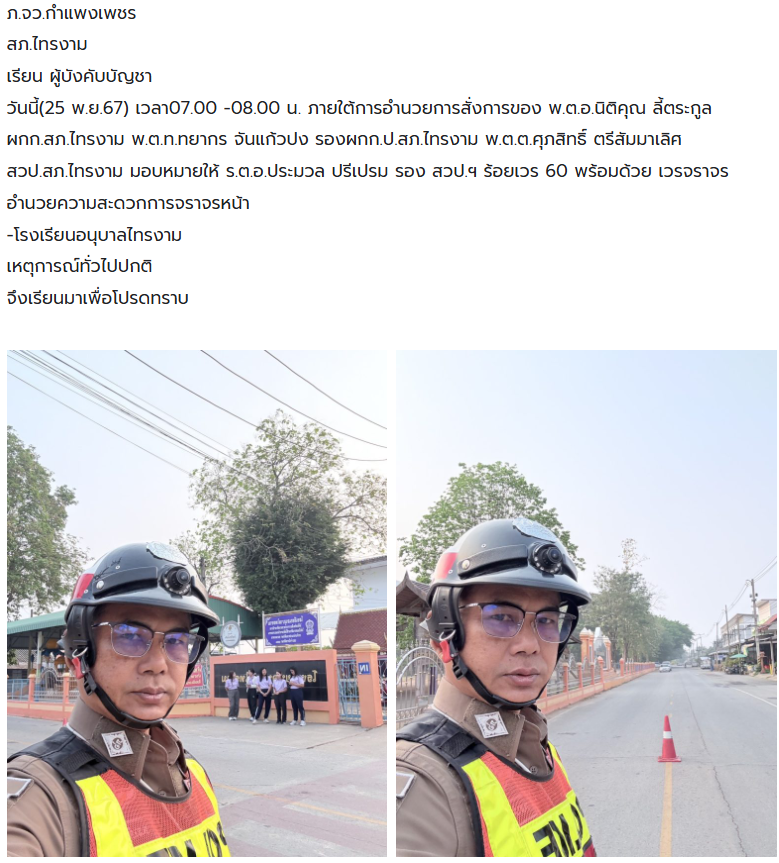 ภ.จว.กำแพงเพชร
สภ.ไทรงาม
เรียน ผู้บังคับบัญชา
วันนี้(25 พ.ย.67) เวลา07.00 -08.00 น. ภายใต้การอำนวยการสั่งการของ พ.ต.อ.นิติคุณ ลี้ตระกูล
ผกก.สภ.ไทรงาม พ.ต.ท.ทยากร จันแก้วปง รองผกก.ป.สภ.ไทรงาม พ.ต.ต.ศุภสิทธิ์ ตรีสัมมาเลิศ
สวป.สภ.ไทรงาม มอบหมายให้ ร.ต.อ.ประมวล ปรีเปรม รอง สวป.ฯ ร้อยเวร 60 พร้อมด้วย เวรจราจร
อำนวยความสะดวกการจราจรหน้า
-โรงเรียนอนุบาลไทรงาม
เหตุการณ์ทั่วไปปกติ
จึงเรียนมาเพื่อโปรดทราบ
IN